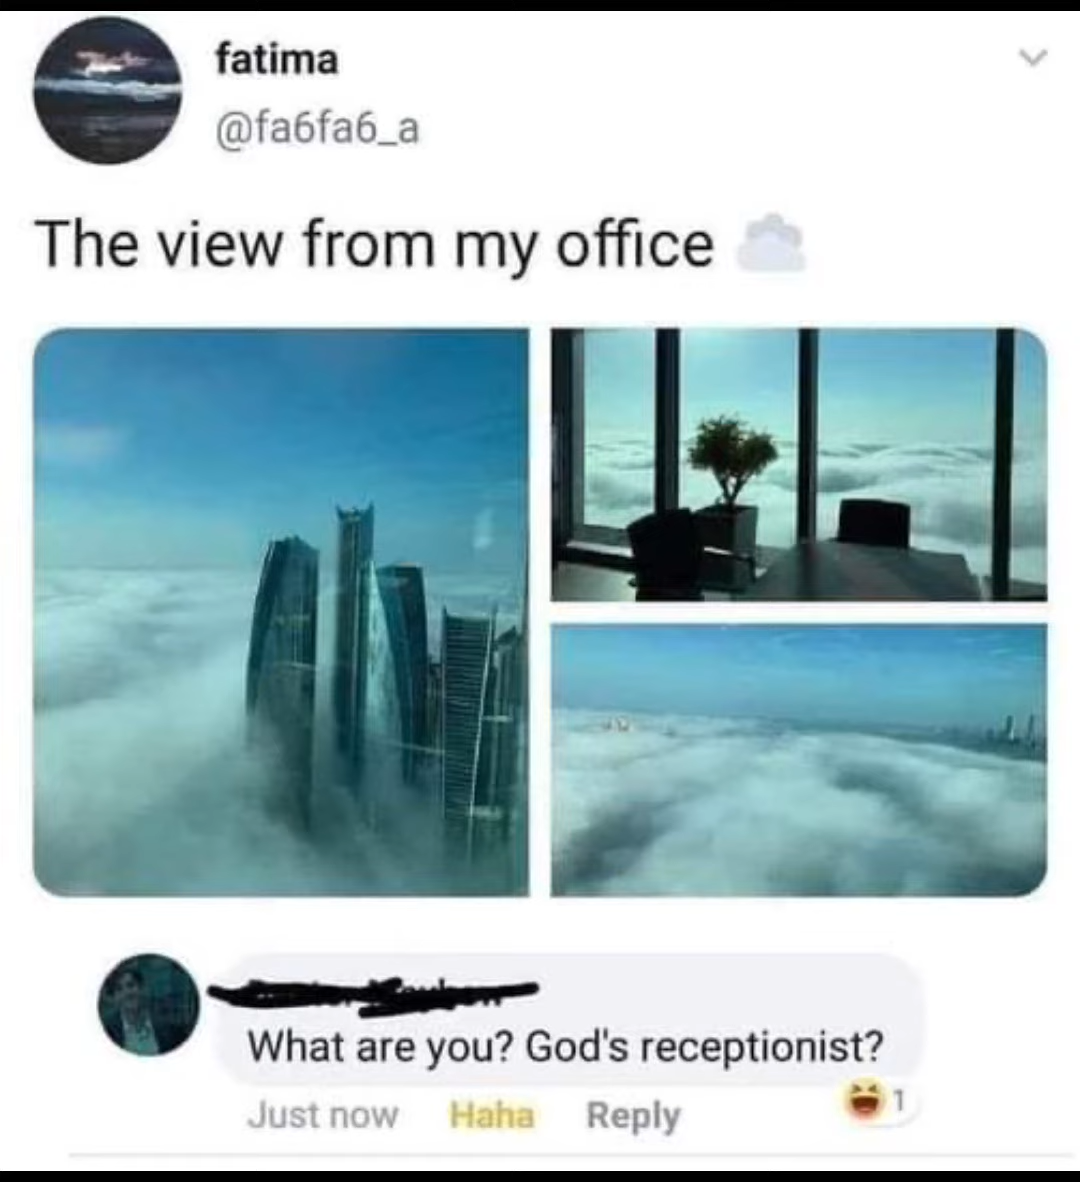 fatima
@fa6fa6_a
The view from my office
What are you? God's receptionist?
Just now Haha Reply
1